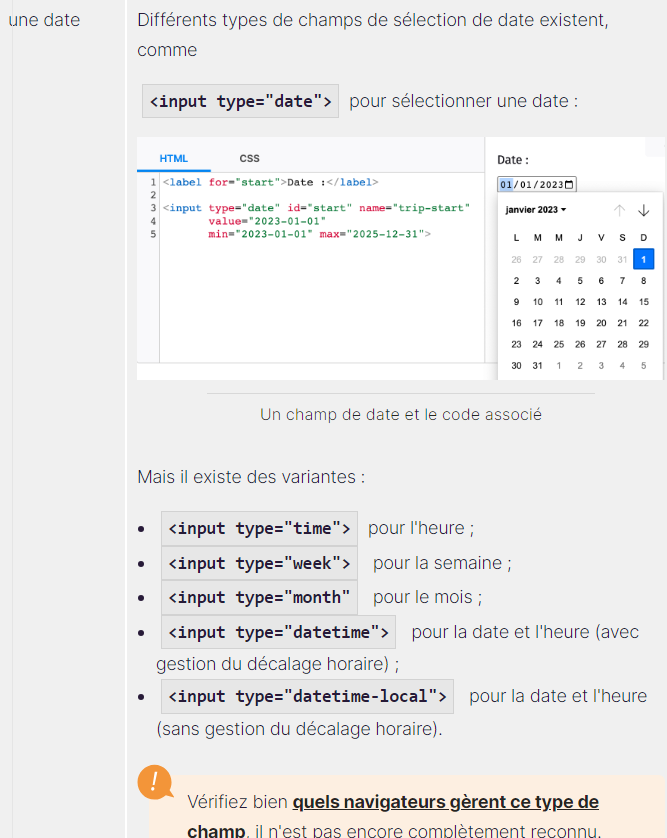 une date
Différents types de champs de sélection de date existent,
comme
<input type="date"> pour sélectionner une date :
HTML CSS
1 <label for="start">Date :</label>
2
3 <input type="date" id="start" name="trip-start"
4 value="2023-01-01"
5 min="2023-01-01" max="2025-12-31">
Date :
01/01/2023
janvier 2023
L M M J V S D
26 27 28 29 30 31 1
2 3 4 5 6 7 8
9 10 11 12 13 14 15
16 17 18 19 20 21 22
23 24 25 26 27 28 29
30 31 1 2 3 4 5
Un champ de date et le code associé
Mais il existe des variantes :
• <input type="time"> pour l'heure ;
• <input type="week"> pour la semaine ;
• <input type="month" pour le mois ;
• <input type="datetime"> pour la date et l'heure (avec
gestion du décalage horaire) ;
• <input type="datetime-local"> pour la date et l'heure
(sans gestion du décalage horaire).
!
Vérifiez bien quels navigateurs gèrent ce type de
champ, il n'est pas encore complètement reconnu.